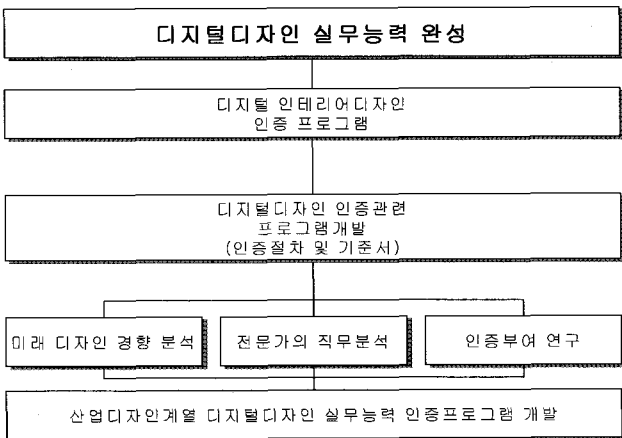 디지털디자인 실무능력 완성
디지털 인테리어디자인
인증 프로그램
디지털디자인 인증관련
프로그램개발
(인증절차 및 기준서)
미래 디자인 경향 분석
전문가의 직무분석
인증부여 연구
산업디자인계열 디지털디자인 실무능력 인증프로그램 개발